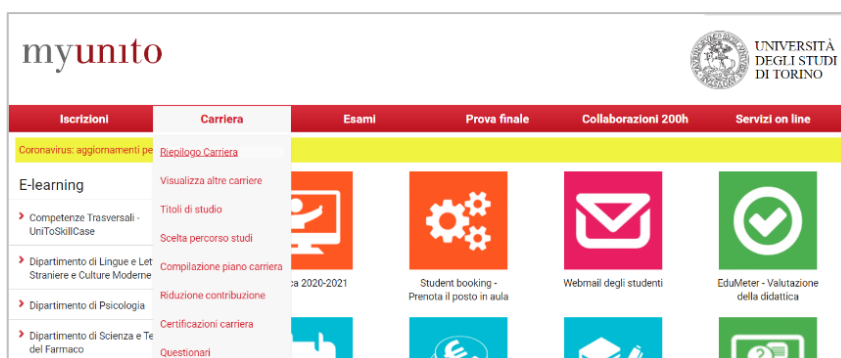 myunito
UNIVERSITÀ
DEGLI STUDI
DI TORINO
Iscrizioni
Carriera
Esami
Prova finale
Collaborazioni 200h
Servizi on line
Coronavirus: aggiornamenti pe
Riepilogo Carriera
Visualizza altre carriere
Titoli di studio
Scelta percorso studi
Compilazione piano carriera
Riduzione contribuzione
Certificazioni carriera
Questionari
E-learning
Competenze Trasversali -
UniToSkillCase
Dipartimento di Lingue e Let
Straniere e Culture Moderne
Dipartimento di Psicologia
Dipartimento di Scienza e Te
del Farmaco
ca 2020-2021
Student booking -
Prenota il posto in aula
Webmail degli studenti
EduMeter - Valutazione
della didattica